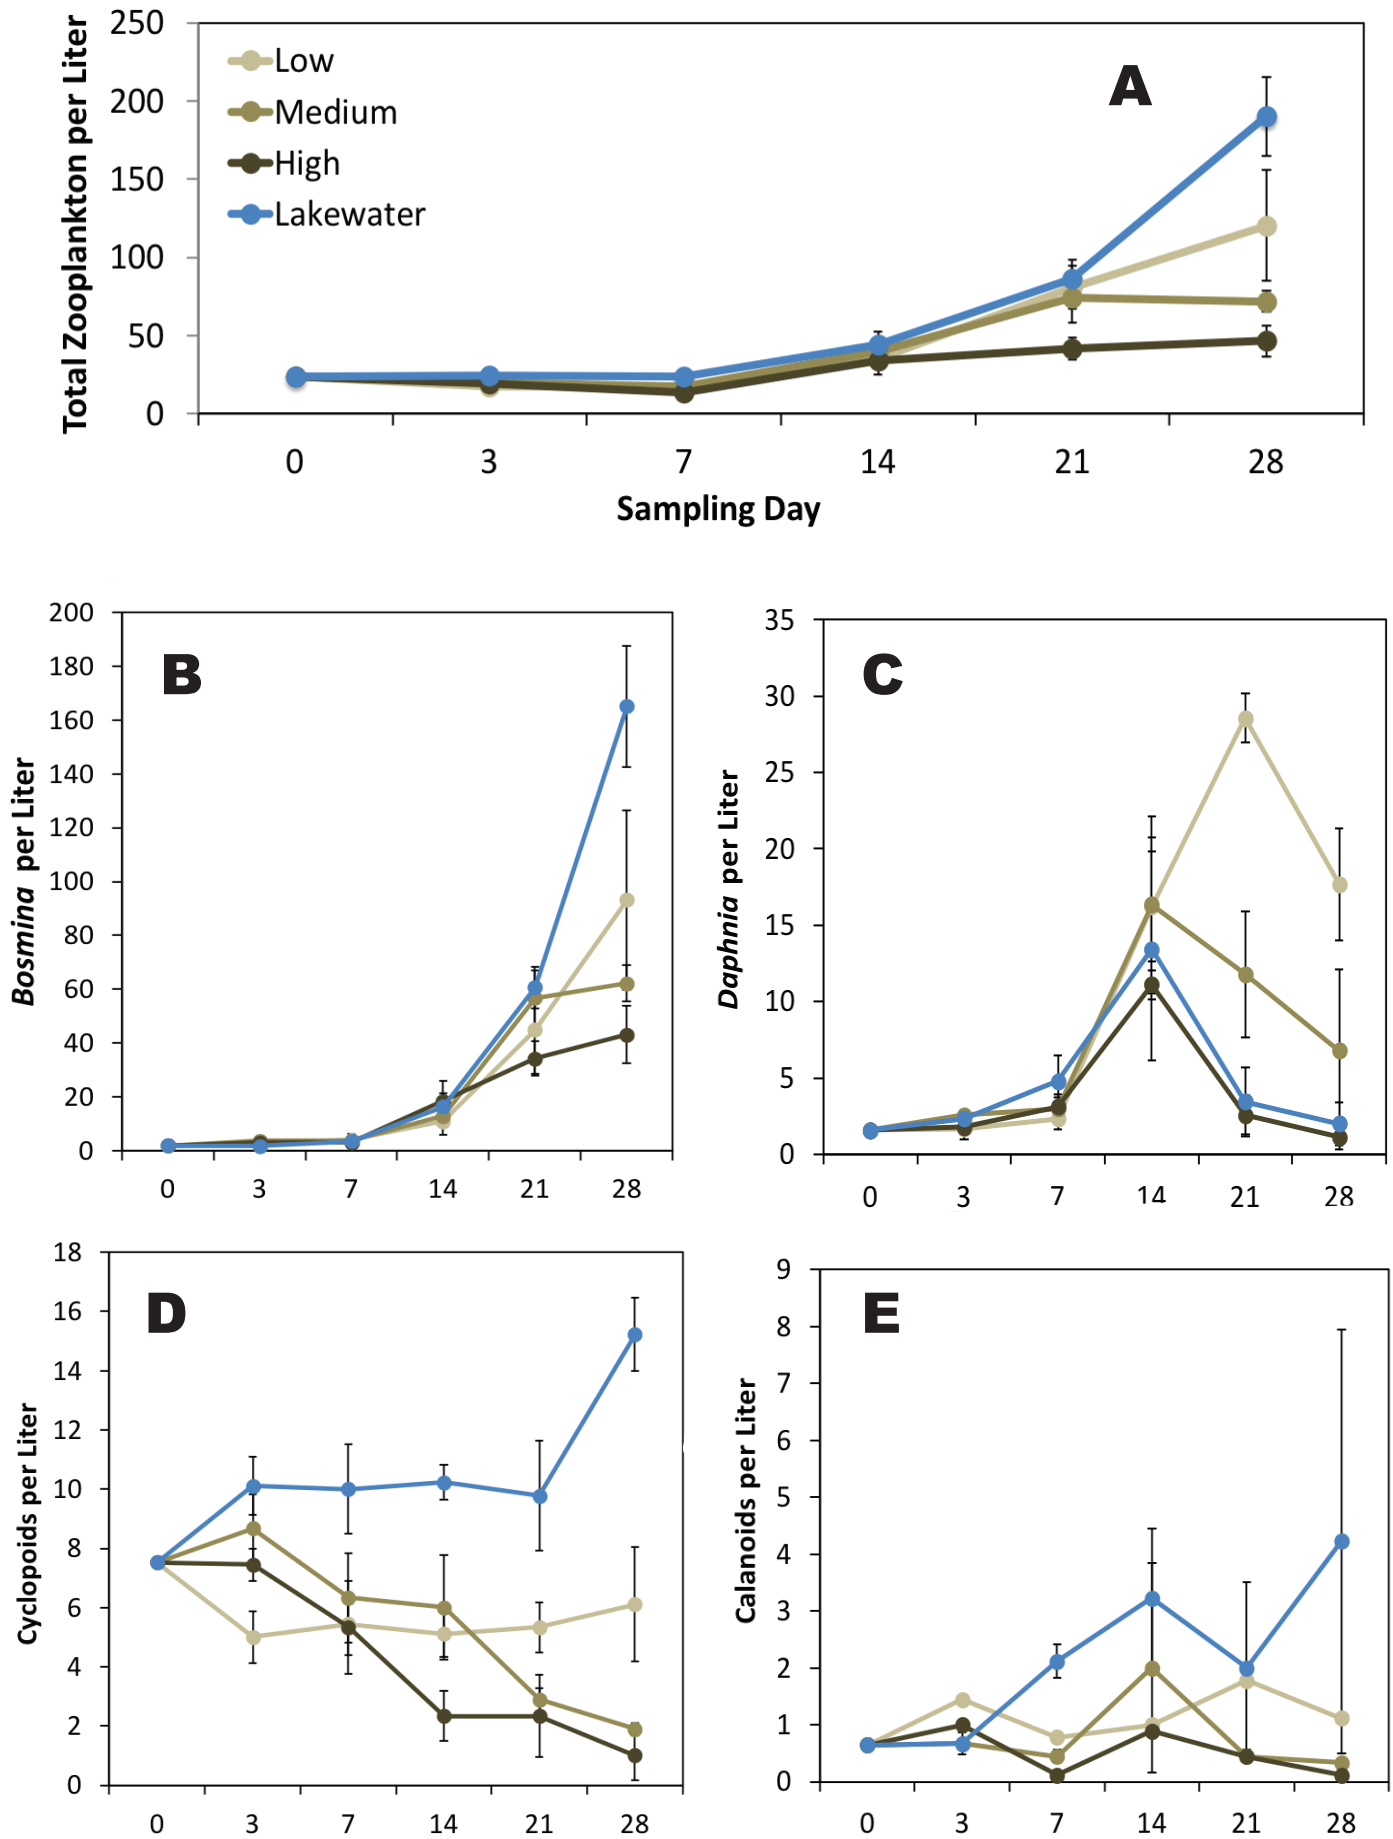 Total Zooplankton per Liter
250
200
150
100
50
0
Low
Medium
High
Lakewater
A
0 3 7 14 21 28
Sampling Day
Bosmina per Liter
200
180
160
140
120
100
80
60
40
20
0
B
0 3 7 14 21 28
Daphnia per Liter
35
30
25
20
15
10
5
0
C
0 3 7 14 21 28
Cyclopoids per Liter
18
16
14
12
10
8
6
4
2
0
D
0 3 7 14 21 28
Calanoids per Liter
9
8
7
6
5
4
3
2
1
0
E
0 3 7 14 21 28